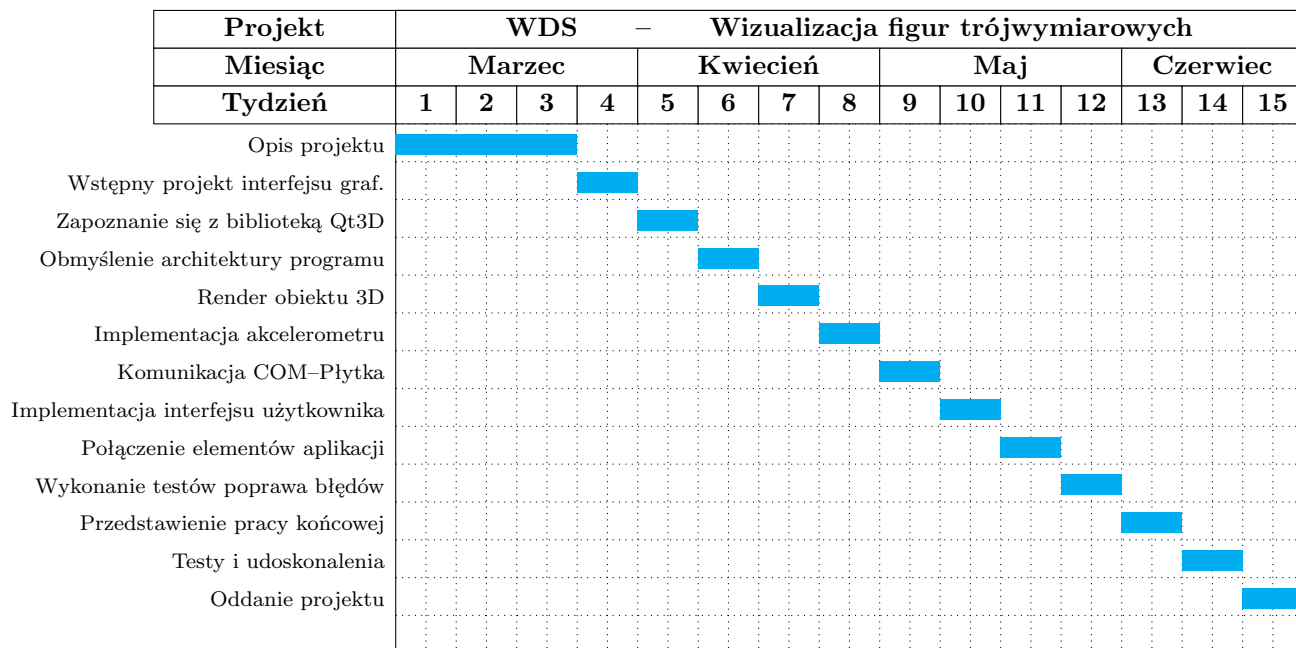 Projekt WDS – Wizualizacja figur trójwymiarowych
Miesiąc Marzec Kwiecień Maj Czerwiec
Tydzień 1 2 3 4 5 6 7 8 9 10 11 12 13 14 15
Opis projektu
Wstępny projekt interfejsu graf.
Zapoznanie się z biblioteką Qt3D
Obmyślenie architektury programu
Render obiektu 3D
Implementacja akcelerometru
Komunikacja COM–Płytka
Implementacja interfejsu użytkownika
Połączenie elementów aplikacji
Wykonanie testów poprawa błędów
Przedstawienie pracy końcowej
Testy i udoskonalenia
Oddanie projektu